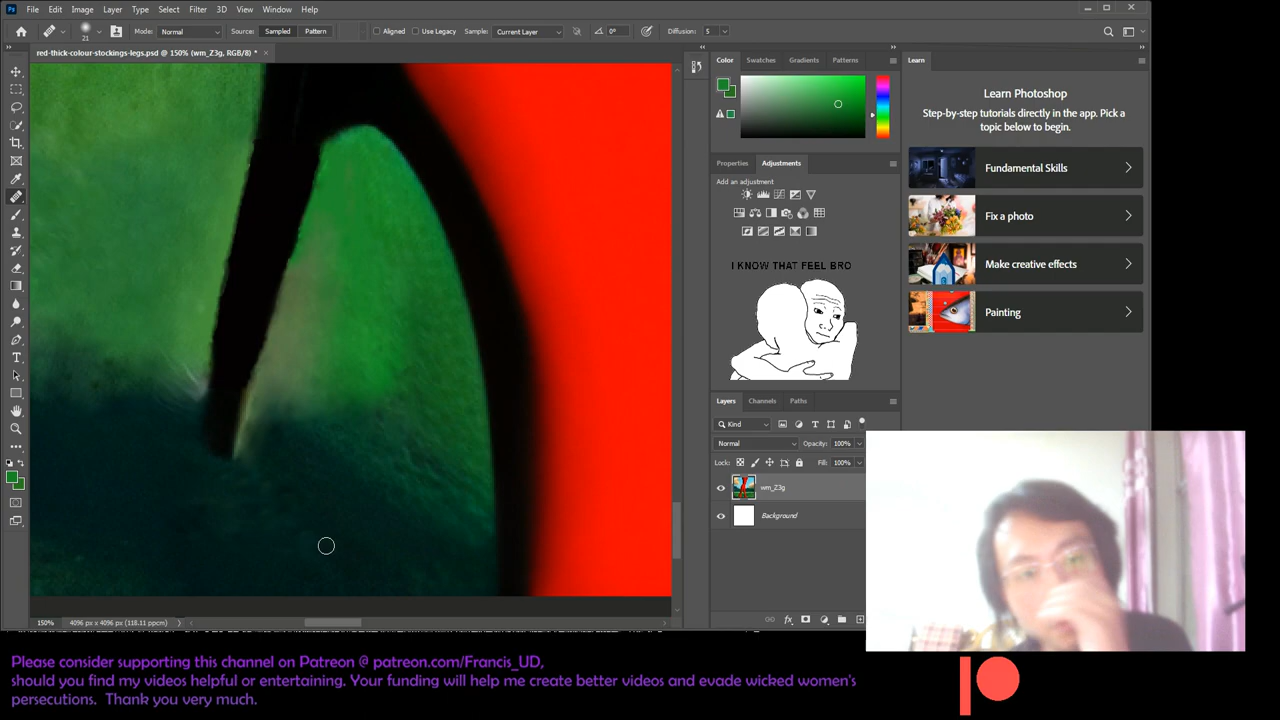 Ps File Edit Image Layer Type Select Filter 3D View Window Help
21 Mode: Normal Source: Sampled Pattern Aligned Use Legacy Sample: Current Layer 0° Diffusion: 5
red-thick-colour-stockings-legs.psd @ 150% (wm_Z3g, RGB/8) *
Color Swatches Gradients Patterns
Learn
Learn Photoshop
Step-by-step tutorials directly in the app. Pick a
topic below to begin.
Fundamental Skills
Fix a photo
Make creative effects
Painting
Properties Adjustments
Add an adjustment
I KNOW THAT FEEL BRO
Layers Channels Paths
Kind
Normal Opacity: 100%
Lock: Fill: 100%
wm_Z3g
Background
fx
150% 4096 px x 4096 px (118.11 ppcm)
Please consider supporting this channel on Patreon @ patreon.com/Francis_UD,
should you find my videos helpful or entertaining. Your funding will help me create better videos and evade wicked women's
persecutions. Thank you very much.